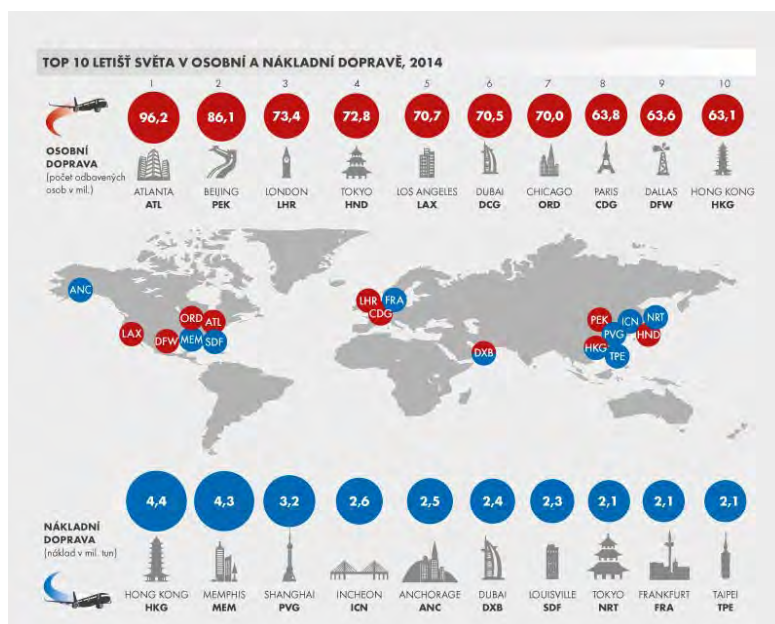 TOP 10 LETIŠŤ SVĚTA V OSOBNÍ A NÁKLADNÍ DOPRAVĚ, 2014
1 2 3 4 5 6 7 8 9 10
96,2 86,1 73,4 72,8 70,7 70,5 70,0 63,8 63,6 63,1
OSOBNÍ
DOPRAVA
(počet odbavených
osob v mil.)
ATLANTA BEIJING LONDON TOKYO LOS ANGELES DUBAI CHICAGO PARIS DALLAS HONG KONG
ATL PEK LHR HND LAX DCG ORD CDG DFW HKG
ANC
LHR FRA
CDG
ORD ATL
LAX DFW MEM SDF
DXB
PEK ICN NRT
PVG HND
HKG TPE
4,4 4,3 3,2 2,6 2,5 2,4 2,3 2,1 2,1 2,1
NÁKLADNÍ
DOPRAVA
(náklad v mil. tun)
HONG KONG MEMPHIS SHANGHAI INCHEON ANCHORAGE DUBAI LOUISVILLE TOKYO FRANKFURT TAIPEI
HKG MEM PVG ICN ANC DXB SDF NRT FRA TPE